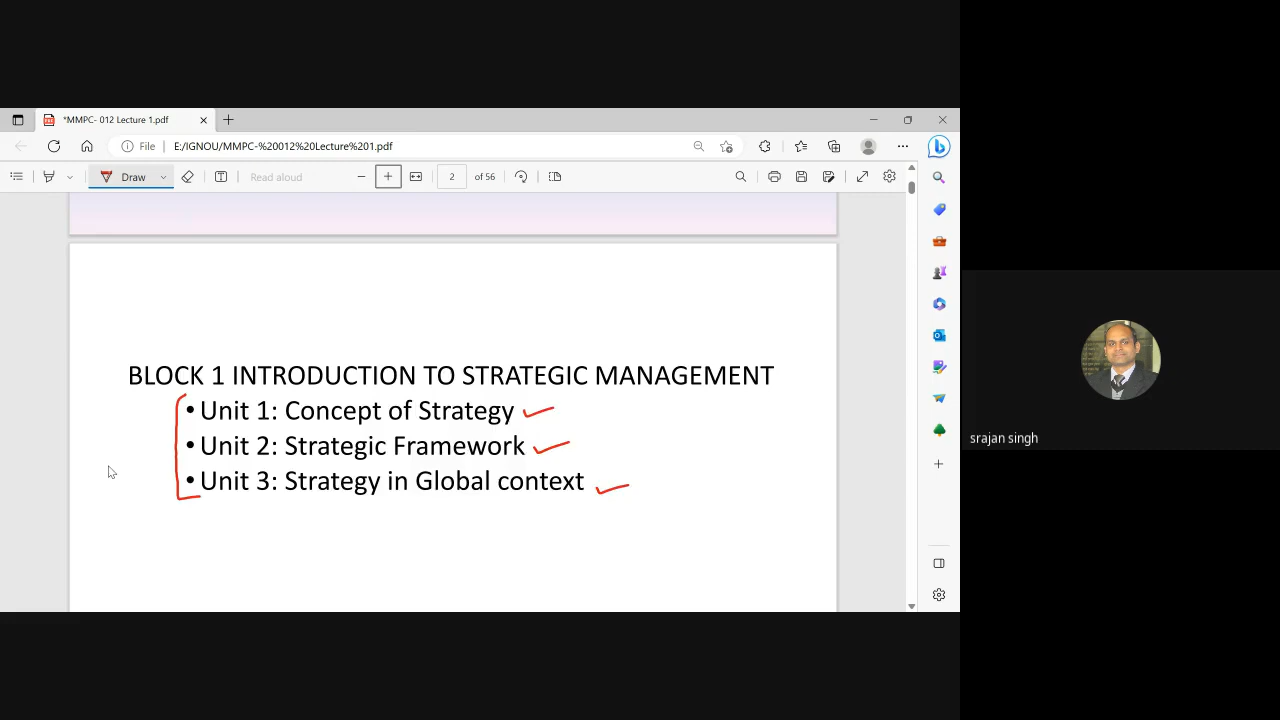 *MMPC- 012 Lecture 1.pdf
File E:/IGNOU/MMPC-%20012%20Lecture%201.pdf
Draw Read aloud 2 of 56
BLOCK 1 INTRODUCTION TO STRATEGIC MANAGEMENT
• Unit 1: Concept of Strategy
• Unit 2: Strategic Framework
• Unit 3: Strategy in Global context
srajan singh